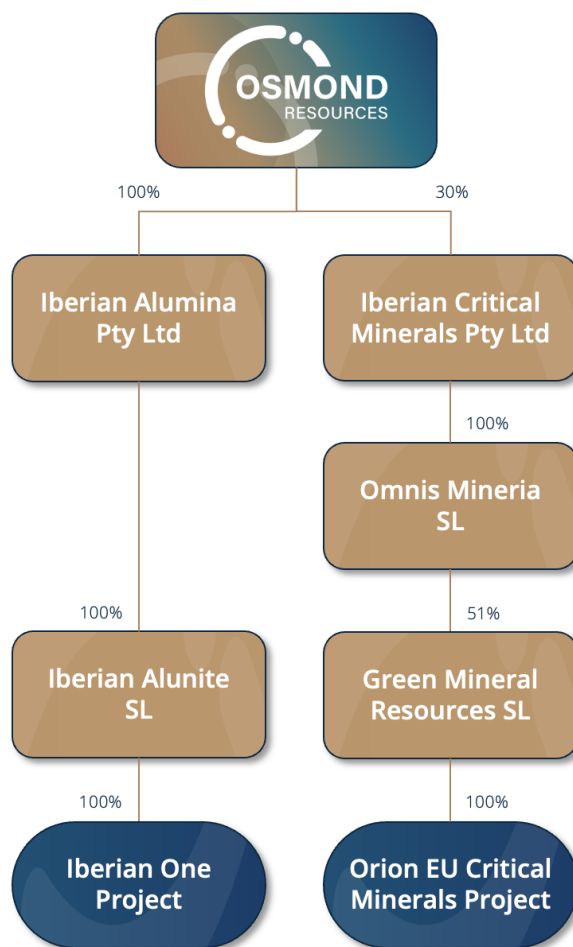 OSMOND
RESOURCES
100%
30%
Iberian Alumina
Pty Ltd
Iberian Critical
Minerals Pty Ltd
100%
Omnis Mineria
SL
100%
51%
Iberian Alunite
SL
Green Mineral
Resources SL
100%
100%
Iberian One
Project
Orion EU Critical
Minerals Project